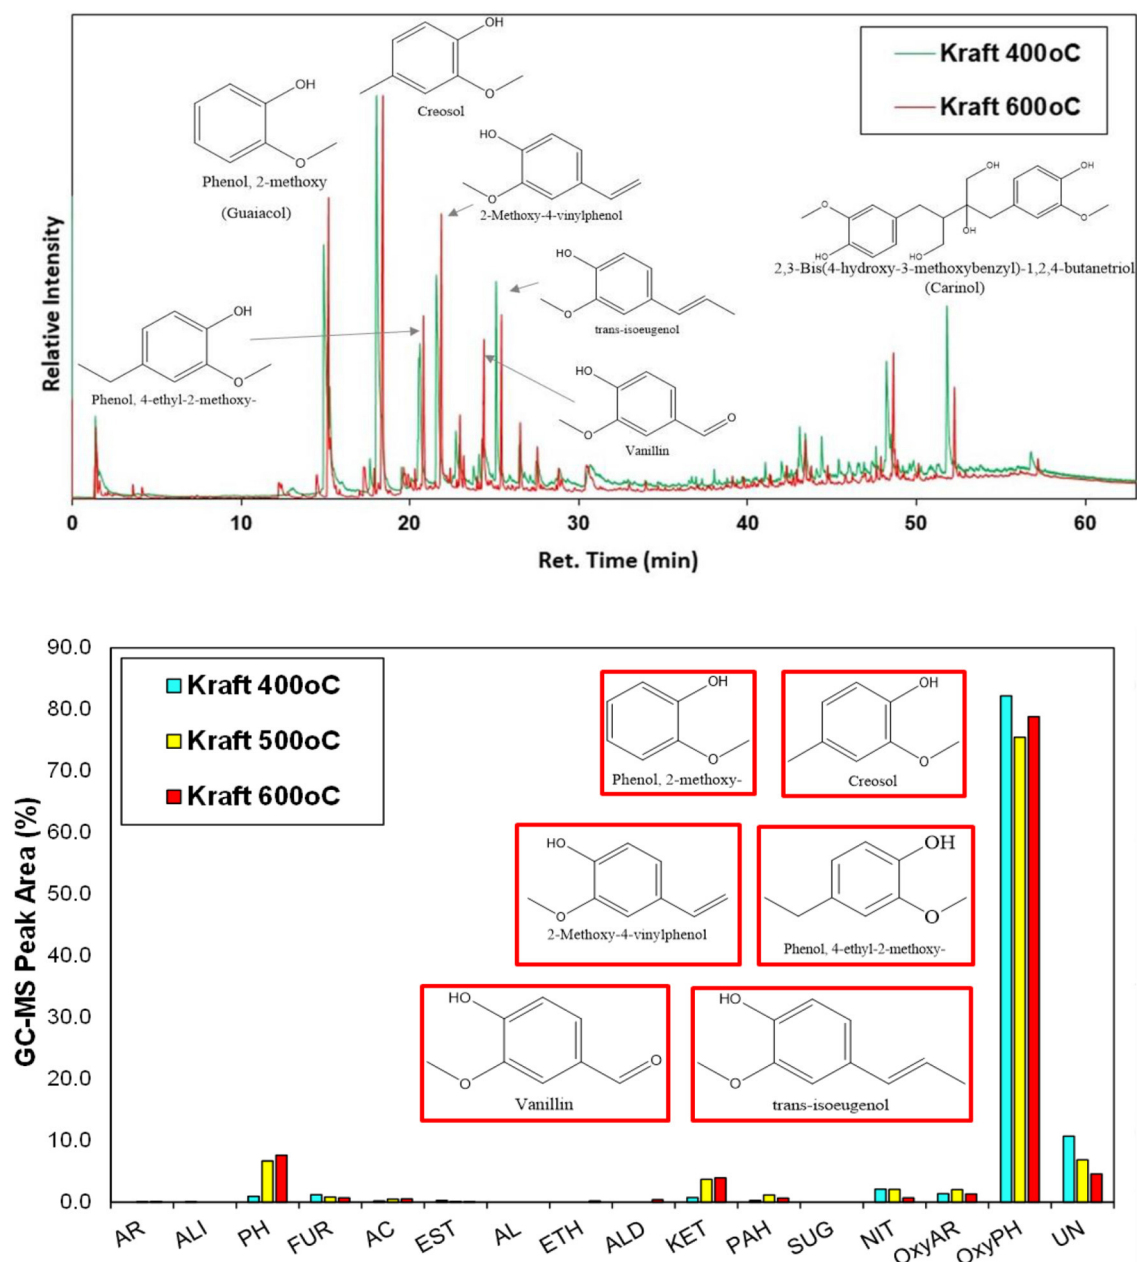 Relative Intensity
OH
O
Phenol, 2-methoxy
(Guaiacol)
OH
O
Creosol
HO
O
2-Methoxy-4-vinylphenol
HO
O
trans-isoeugenol
HO
O
O
Vanillin
OH
O
Phenol, 4-ethyl-2-methoxy-
Kraft 400oC
Kraft 600oC
OH
OH
O
O
OH
HO
HO
2,3-Bis(4-hydroxy-3-methoxybenzyl)-1,2,4-butanetriol
(Carinol)
0 10 20 30 40 50 60
Ret. Time (min)
GC-MS Peak Area (%)
90.0
80.0
70.0
60.0
50.0
40.0
30.0
20.0
10.0
0.0
Kraft 400oC
Kraft 500oC
Kraft 600oC
OH
O
Phenol, 2-methoxy-
OH
O
Creosol
HO
O
2-Methoxy-4-vinylphenol
OH
O
Phenol, 4-ethyl-2-methoxy-
HO
O
O
Vanillin
HO
O
trans-isoeugenol
AR ALI PH FUR AC EST AL ETH ALD KET PAH SUG NIT OxyAR OxyPH UN